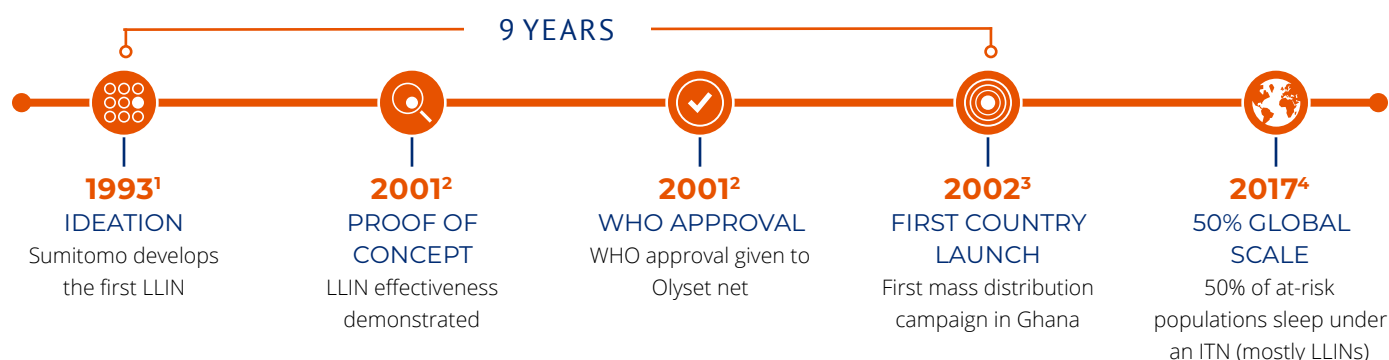 9 YEARS
1993¹
IDEATION
Sumitomo develops
the first LLIN
2001²
PROOF OF
CONCEPT
LLIN effectiveness
demonstrated
2001²
WHO APPROVAL
WHO approval given to
Olyset net
2002³
FIRST COUNTRY
LAUNCH
First mass distribution
campaign in Ghana
2017⁴
50% GLOBAL
SCALE
50% of at-risk
populations sleep under
an ITN (mostly LLINs)